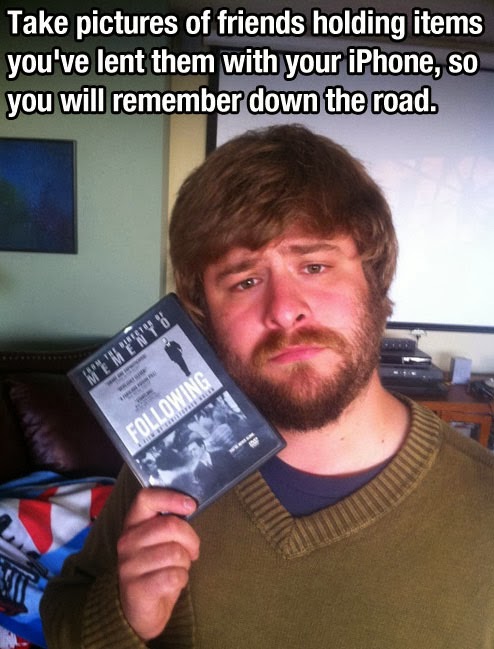 Take pictures of friends holding items
you've lent them with your iPhone, so
you will remember down the road.
FROM THE DIRECTOR OF
MEMENTO
FOLLOWING
DVD